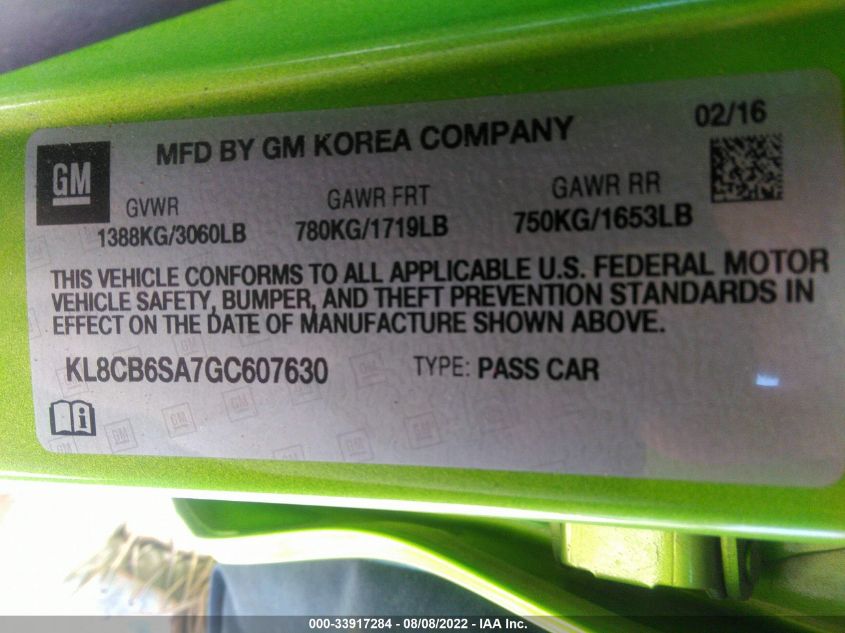 MFD BY GM KOREA COMPANY
02/16
GM
GVWR GAWR FRT GAWR RR
1388KG/3060LB 780KG/1719LB 750KG/1653LB
THIS VEHICLE CONFORMS TO ALL APPLICABLE U.S. FEDERAL MOTOR
VEHICLE SAFETY, BUMPER, AND THEFT PREVENTION STANDARDS IN
EFFECT ON THE DATE OF MANUFACTURE SHOWN ABOVE.
KL8CB6SA7GC607630 TYPE: PASS CAR
000-33917284 - 08/08/2022 - IAA Inc.